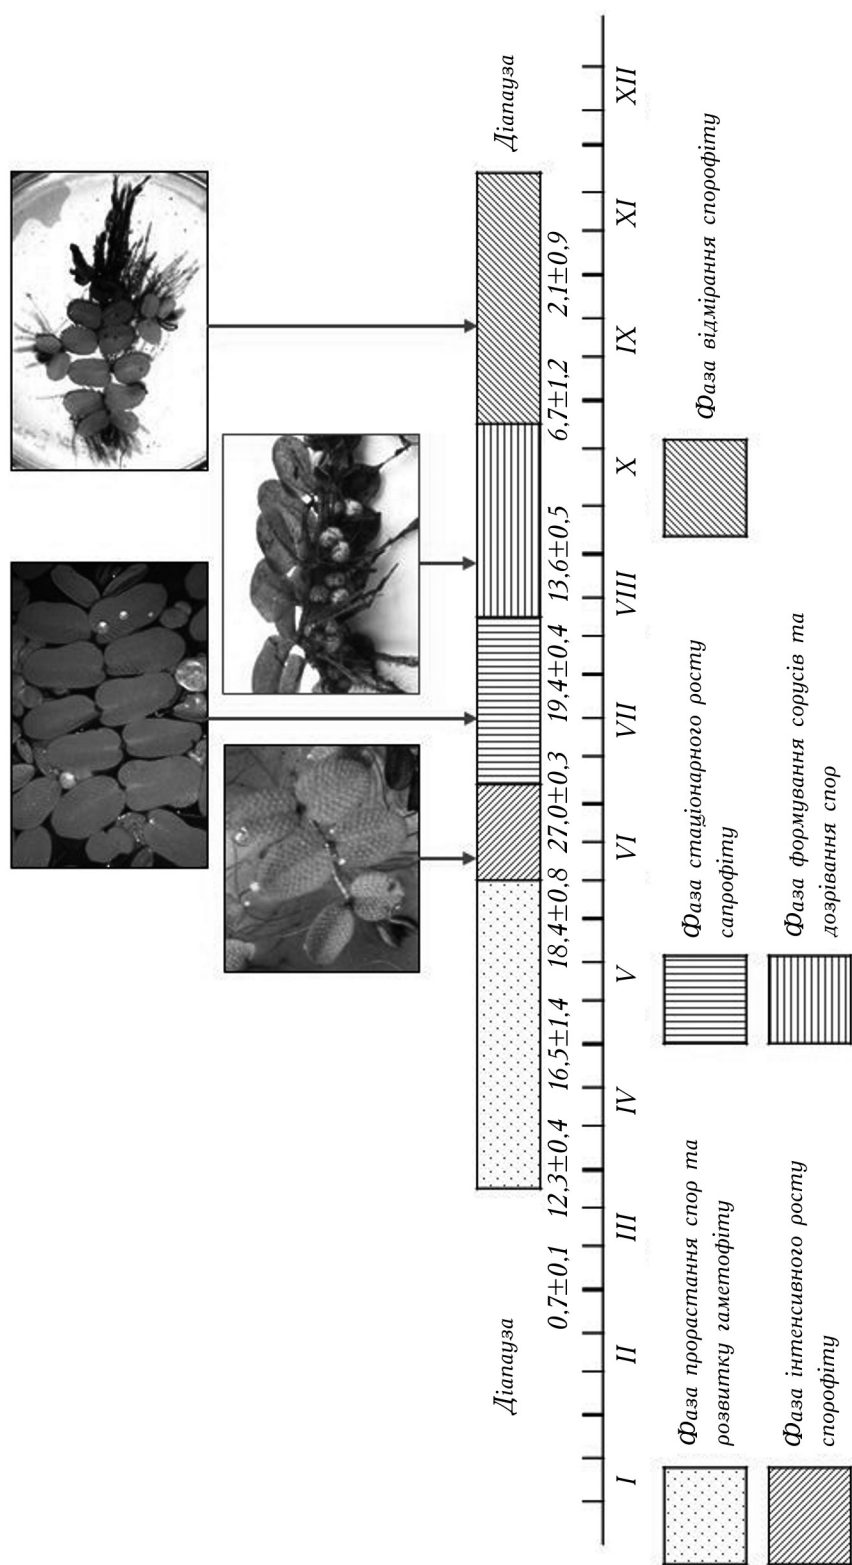 Діапауза
Діапауза
0,7±0,1
12,3±0,4
16,5±1,4
18,4±0,8
27,0±0,3
19,4±0,4
13,6±0,5
6,7±1,2
2,1±0,9
I
II
III
IV
V
VI
VII
VIII
X
IX
XI
XII
Фаза проростання спор та
розвитку гаметофіту
Фаза інтенсивного росту
спорофіту
Фаза стаціонарного росту
сапрофіту
Фаза формування сорусів та
дозрівання спор
Фаза відмірання спорофіту